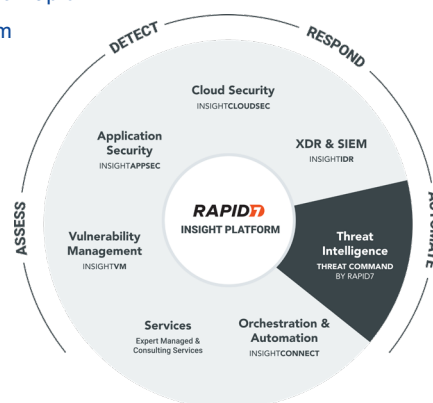 m
DETECT
RESPOND
ASSESS
Cloud Security
INSIGHTCLOUDSEC
Application
Security
INSIGHTAPPSEC
XDR & SIEM
INSIGHTIDR
RAPID7
INSIGHT PLATFORM
Vulnerability
Management
INSIGHTVM
Threat
Intelligence
THREAT COMMAND
BY RAPID7
Services
Expert Managed &
Consulting Services
Orchestration &
Automation
INSIGHTCONNECT